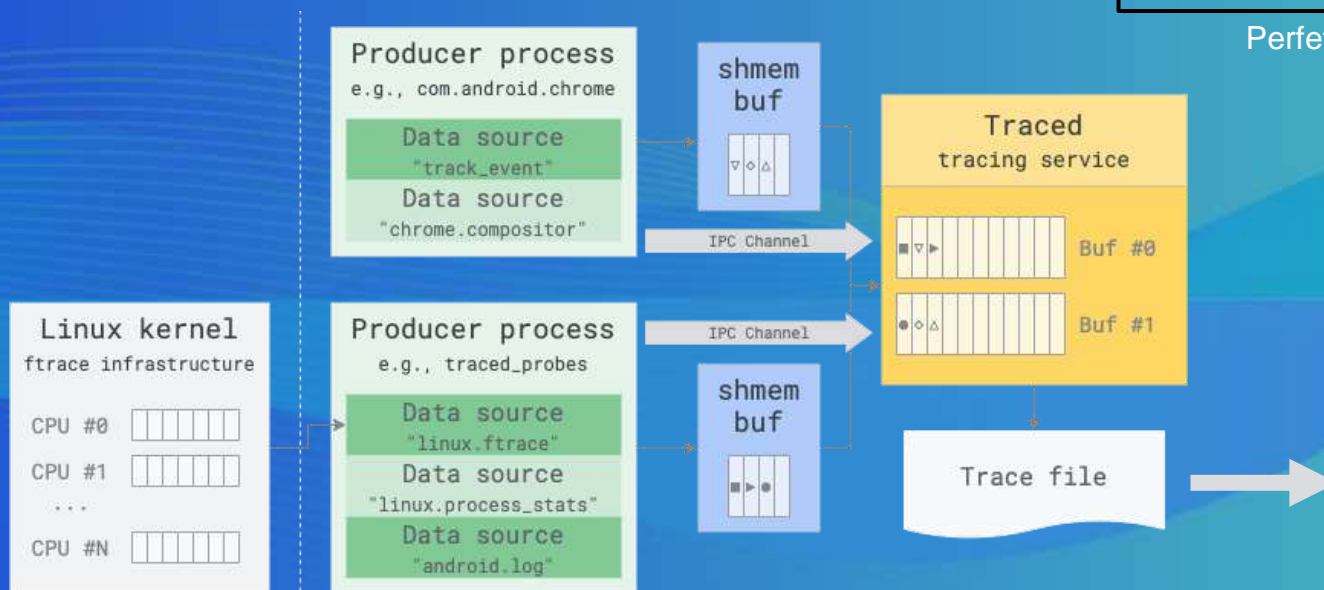 Perfe
Producer process
e.g., com.android.chrome
Data source
"track_event"
Data source
"chrome.compositor"
shmem
buf
Traced
tracing service
IPC Channel
Buf #0
Buf #1
Linux kernel
ftrace infrastructure
CPU #0
CPU #1
...
CPU #N
Producer process
e.g., traced_probes
Data source
"linux.ftrace"
Data source
"linux.process_stats"
Data source
"android.log"
IPC Channel
shmem
buf
Trace file